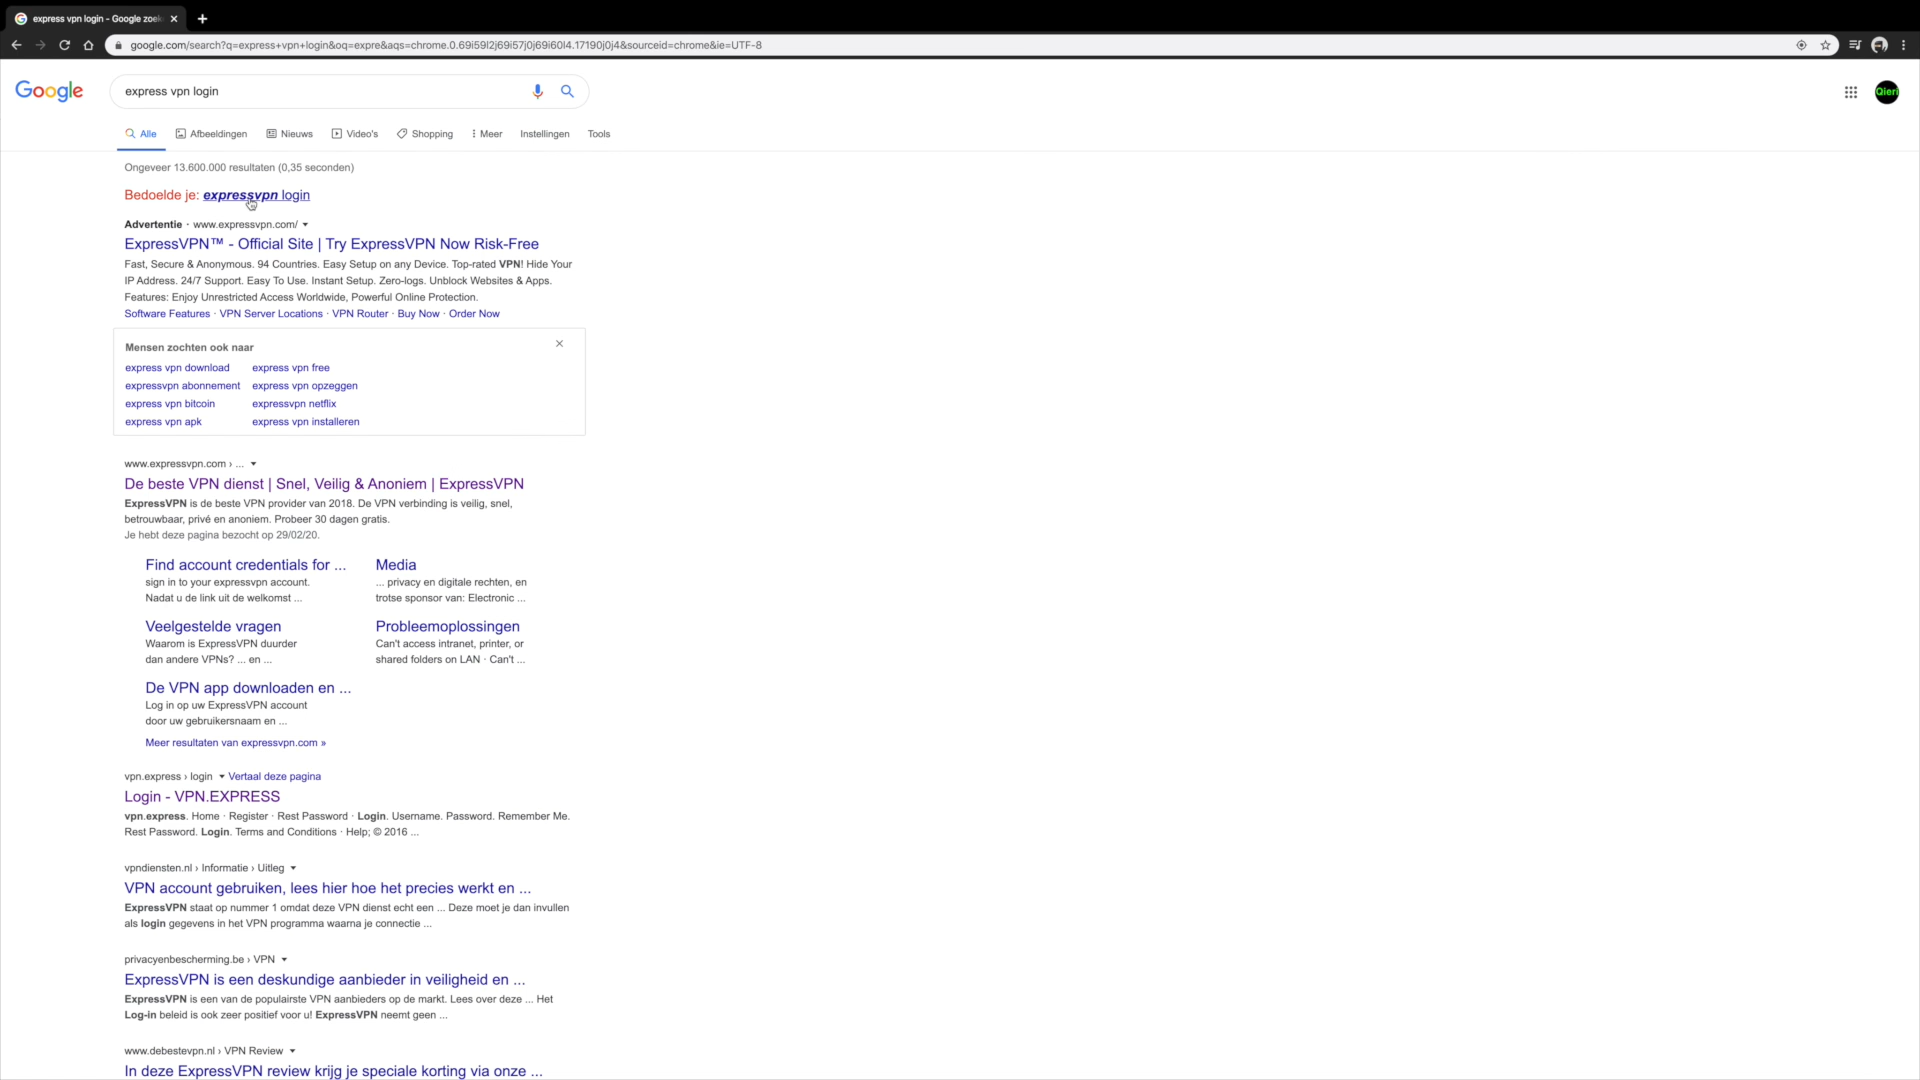 express vpn login - Google zoek
google.com/search?q=express+vpn+login&oq=expre&aqs=chrome.0.69i59l2j69i57j0j69i60l4.17190j0j4&sourceid=chrome&ie=UTF-8
Google
express vpn login
Qieri
Alle Afbeeldingen Nieuws Video's Shopping Meer Instellingen Tools
Ongeveer 13.600.000 resultaten (0,35 seconden)
Bedoelde je: expressvpn login
Advertentie · www.expressvpn.com/
ExpressVPN™ - Official Site | Try ExpressVPN Now Risk-Free
Fast, Secure & Anonymous. 94 Countries. Easy Setup on any Device. Top-rated VPN! Hide Your
IP Address. 24/7 Support. Easy To Use. Instant Setup. Zero-logs. Unblock Websites & Apps.
Features: Enjoy Unrestricted Access Worldwide, Powerful Online Protection.
Software Features · VPN Server Locations · VPN Router · Buy Now · Order Now
Mensen zochten ook naar
express vpn download express vpn free
expressvpn abonnement express vpn opzeggen
express vpn bitcoin expressvpn netflix
express vpn apk express vpn installeren
www.expressvpn.com › ...
De beste VPN dienst | Snel, Veilig & Anoniem | ExpressVPN
ExpressVPN is de beste VPN provider van 2018. De VPN verbinding is veilig, snel,
betrouwbaar, privé en anoniem. Probeer 30 dagen gratis.
Je hebt deze pagina bezocht op 29/02/20.
Find account credentials for ...
sign in to your expressvpn account.
Nadat u de link uit de welkomst ...
Media
... privacy en digitale rechten, en
trotse sponsor van: Electronic ...
Veelgestelde vragen
Waarom is ExpressVPN duurder
dan andere VPNs? ... en ...
Probleemoplossingen
Can't access intranet, printer, or
shared folders on LAN · Can't ...
De VPN app downloaden en ...
Log in op uw ExpressVPN account
door uw gebruikersnaam en ...
Meer resultaten van expressvpn.com »
vpn.express › login Vertaal deze pagina
Login - VPN.EXPRESS
vpn.express. Home · Register · Rest Password · Login. Username. Password. Remember Me.
Rest Password. Login. Terms and Conditions · Help; © 2016 ...
vpndiensten.nl › Informatie › Uitleg
VPN account gebruiken, lees hier hoe het precies werkt en ...
ExpressVPN staat op nummer 1 omdat deze VPN dienst echt een ... Deze moet je dan invullen
als login gegevens in het VPN programma waarna je connectie ...
privacyenbescherming.be › VPN
ExpressVPN is een deskundige aanbieder in veiligheid en ...
ExpressVPN is een van de populairste VPN aanbieders op de markt. Lees over deze ... Het
Log-in beleid is ook zeer positief voor u! ExpressVPN neemt geen ...
www.debestevpn.nl › VPN Review
In deze ExpressVPN review krijg je speciale korting via onze ...